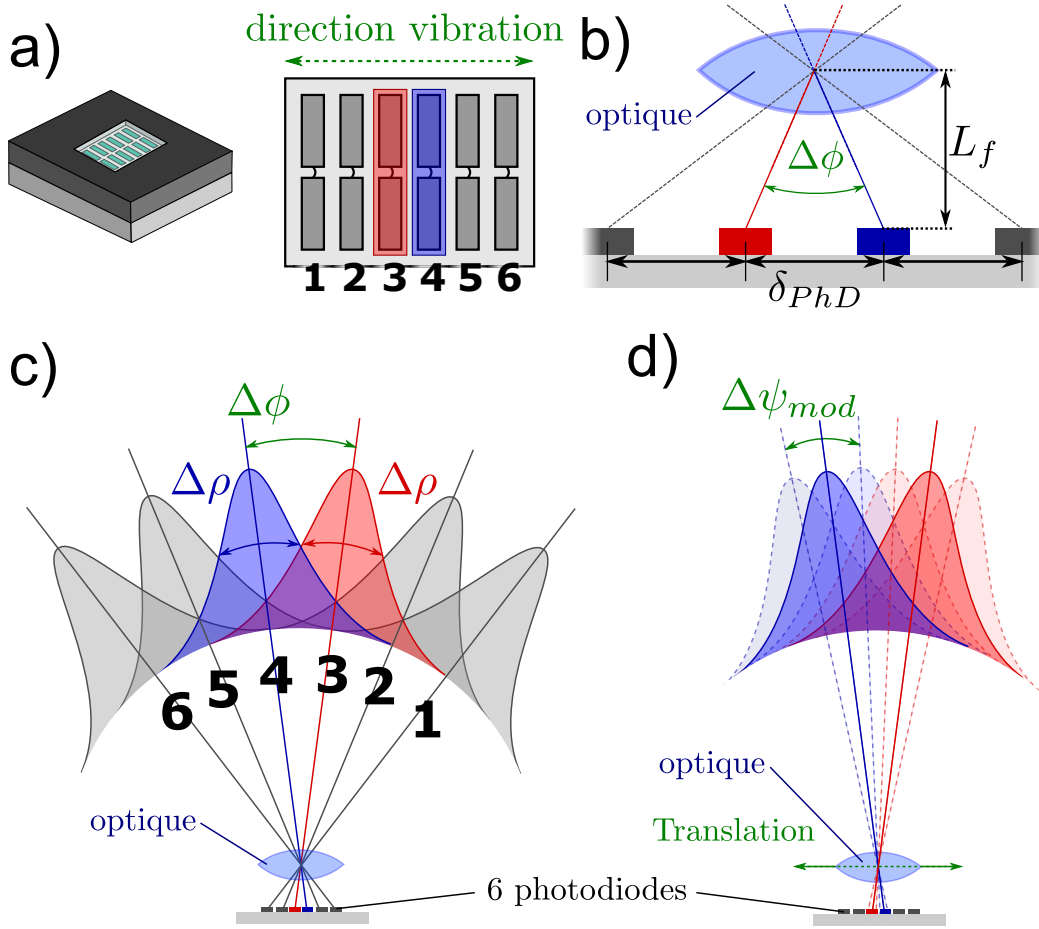 a)
direction vibration
1 2 3 4 5 6
b)
optique
Δϕ
L_f
δ_PhD
c)
Δϕ
Δρ
Δρ
6 5 4 3 2 1
optique
6 photodiodes
d)
Δψ_mod
optique
Translation